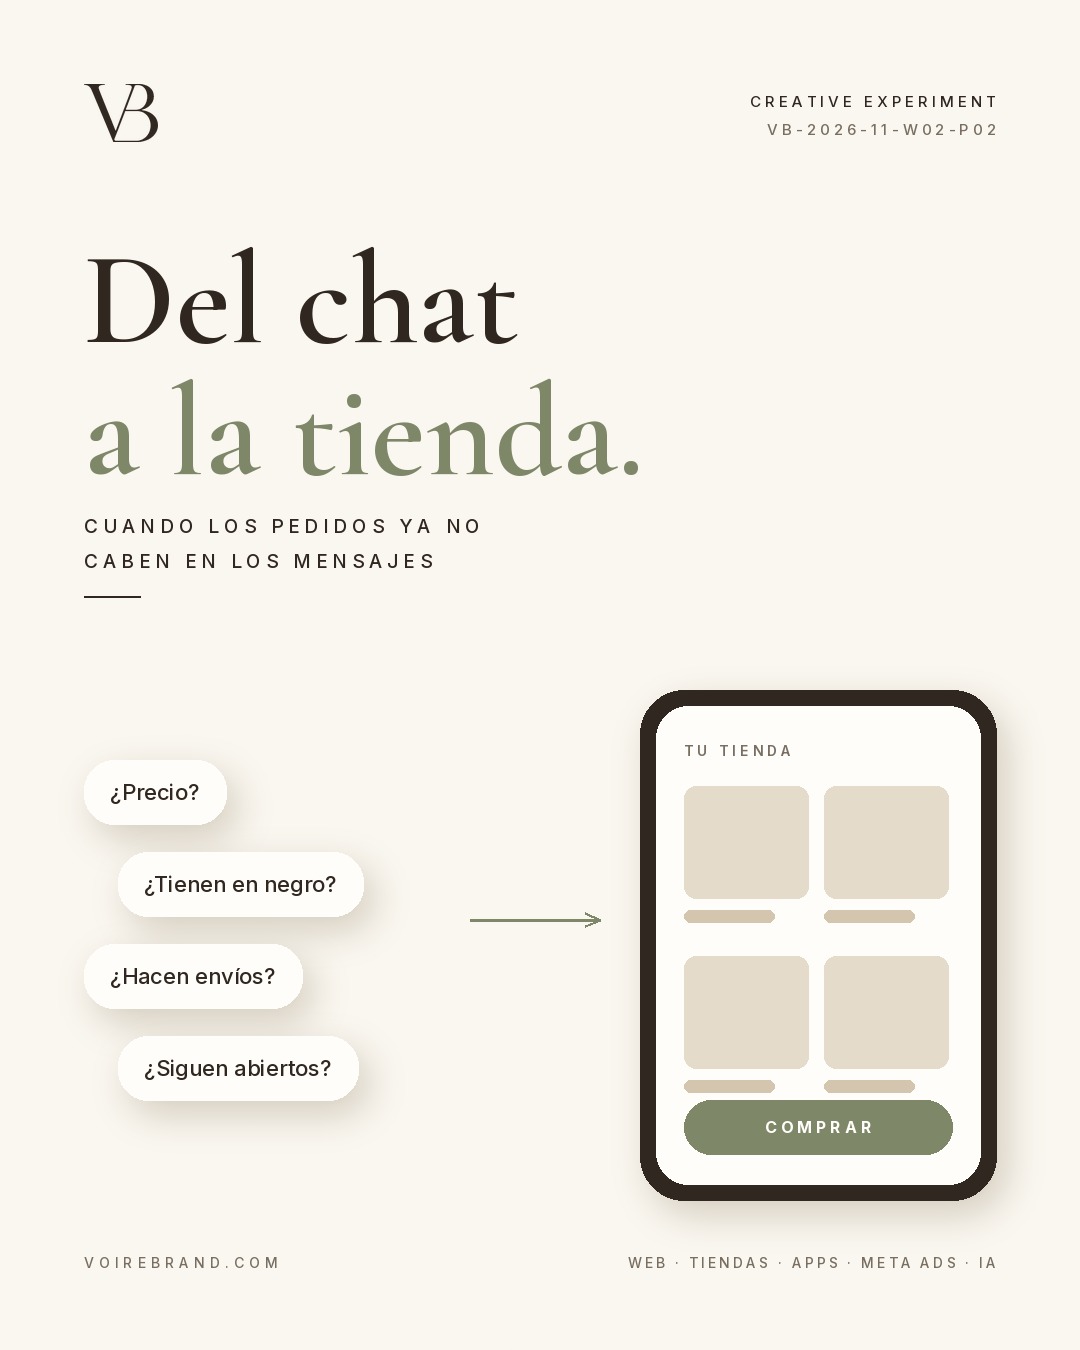 VB
CREATIVE EXPERIMENT
VB-2026-11-W02-P02
Del chat
a la tienda.
CUANDO LOS PEDIDOS YA NO
CABEN EN LOS MENSAJES
¿Precio?
¿Tienen en negro?
¿Hacen envíos?
¿Siguen abiertos?
TU TIENDA
COMPRAR
VOIREBRAND.COM
WEB · TIENDAS · APPS · META ADS · IA